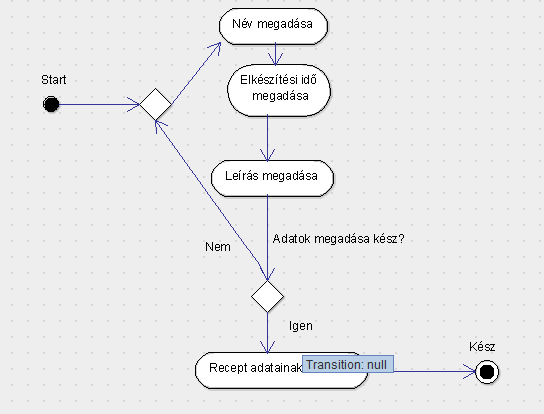 Név megadása
Elkészítési idő
megadása
Start
Leírás megadása
Adatok megadása kész?
Nem
Igen
Kész
Recept adatainak
Transition: null